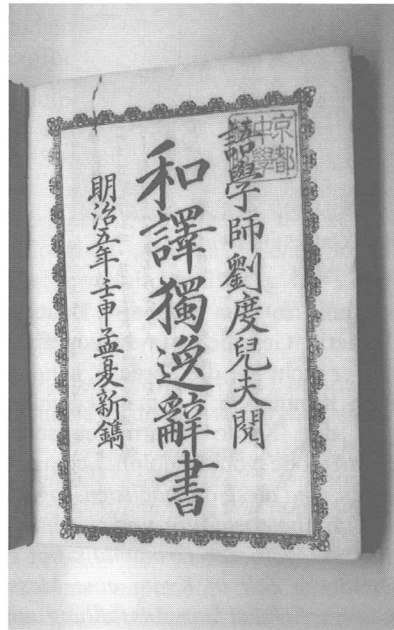 京都
中學
語學師劉度兒夫閲
和譯獨逸辭書
明治五年壬申孟夏新鐫